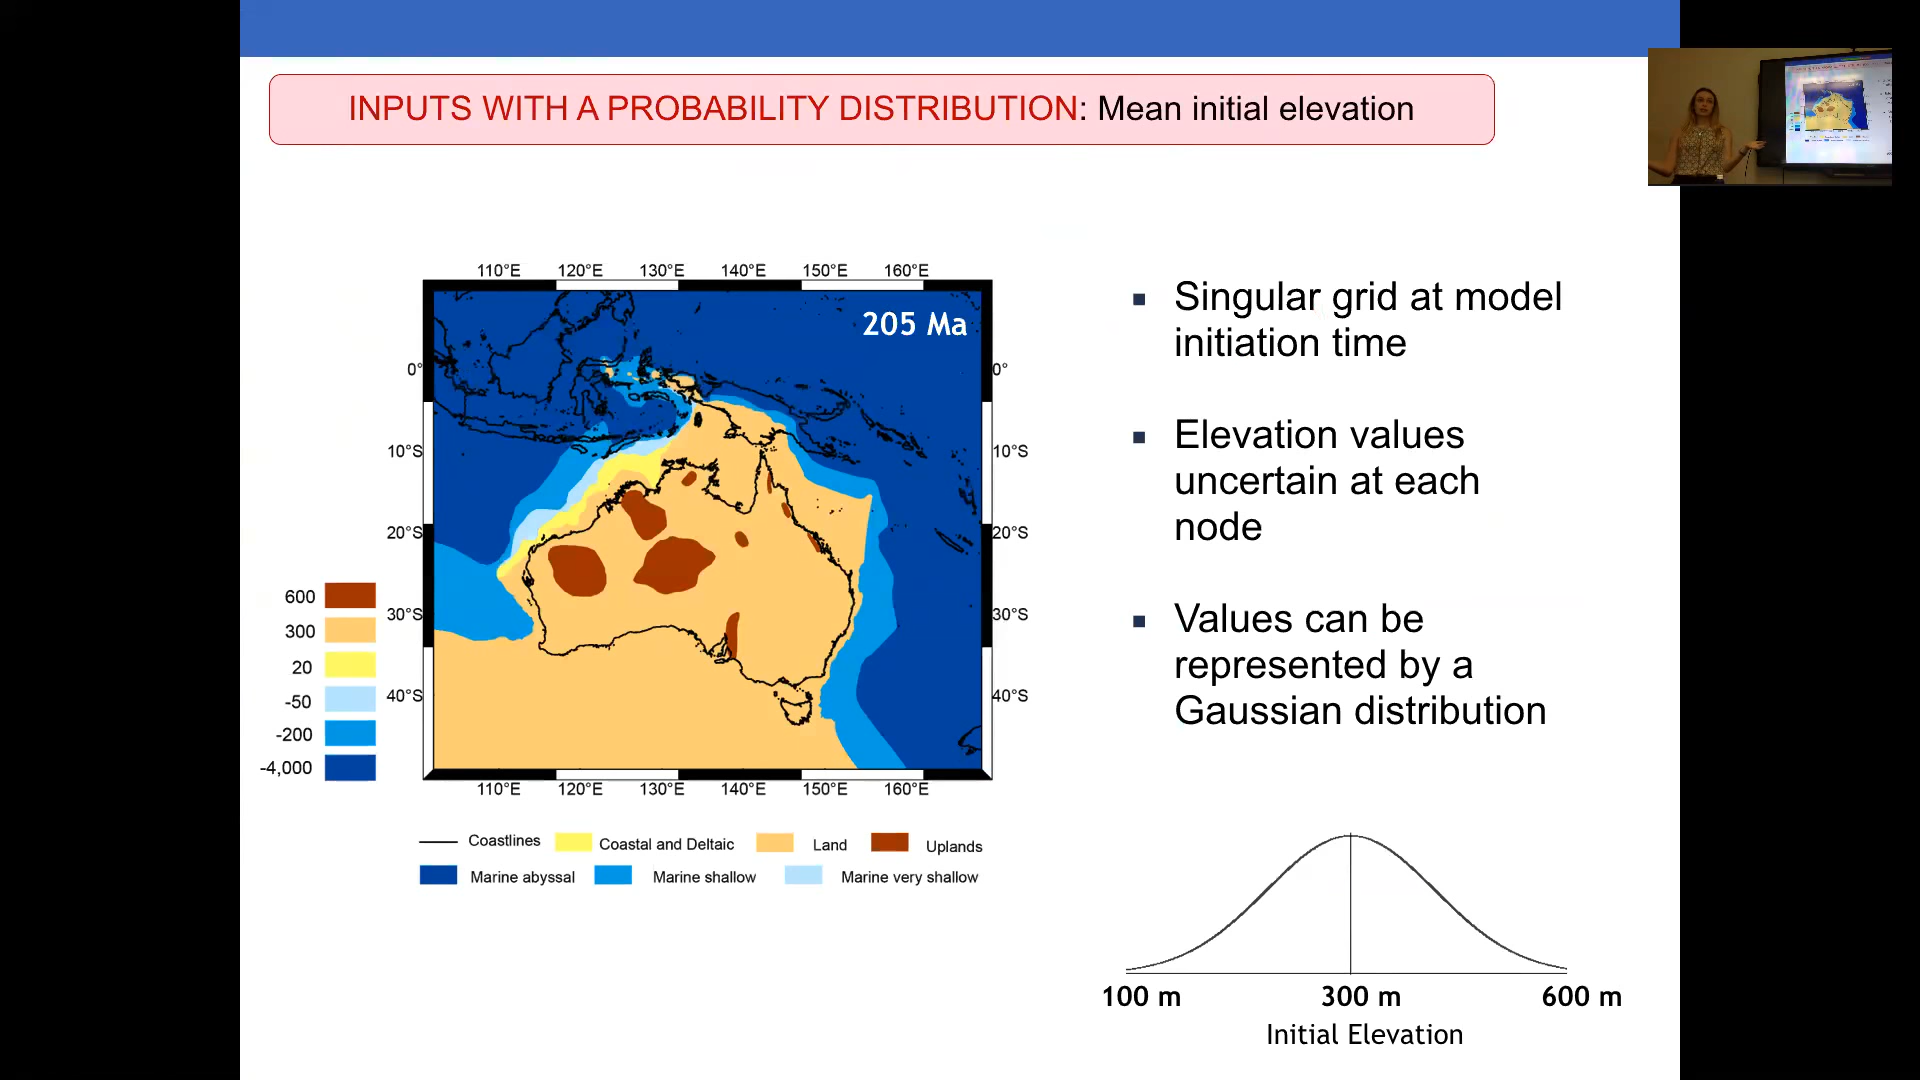 INPUTS WITH A PROBABILITY DISTRIBUTION: Mean initial elevation
110°E 120°E 130°E 140°E 150°E 160°E
205 Ma
0° 0°
10°S 10°S
20°S 20°S
30°S 30°S
40°S 40°S
110°E 120°E 130°E 140°E 150°E 160°E
600
300
20
-50
-200
-4,000
Coastlines Coastal and Deltaic Land Uplands
Marine abyssal Marine shallow Marine very shallow
▪ Singular grid at model
initiation time
▪ Elevation values
uncertain at each
node
▪ Values can be
represented by a
Gaussian distribution
100 m 300 m 600 m
Initial Elevation